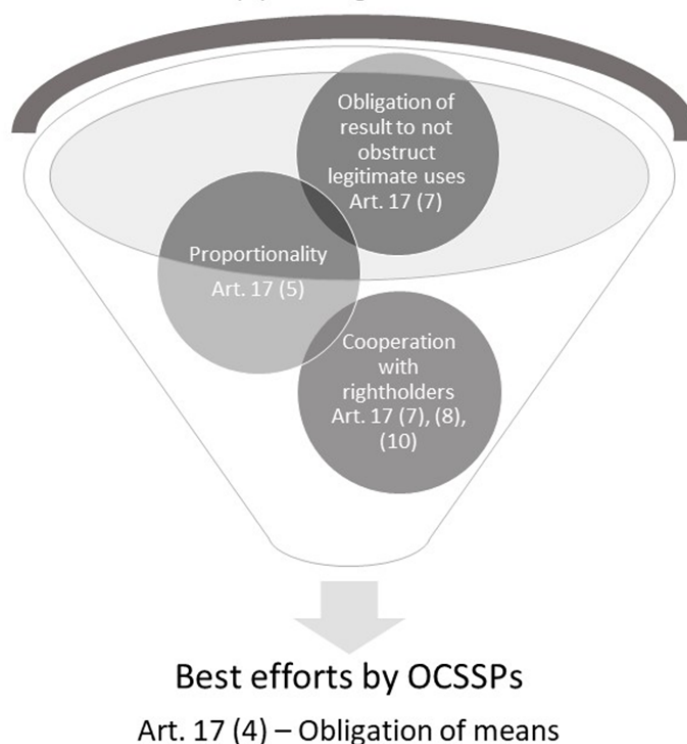 Obligation of
result to not
obstruct
legitimate uses
Art. 17 (7)
Proportionality
Art. 17 (5)
Cooperation
with
rightholders
Art. 17 (7), (8),
(10)
Best efforts by OCSSPs
Art. 17 (4) – Obligation of means